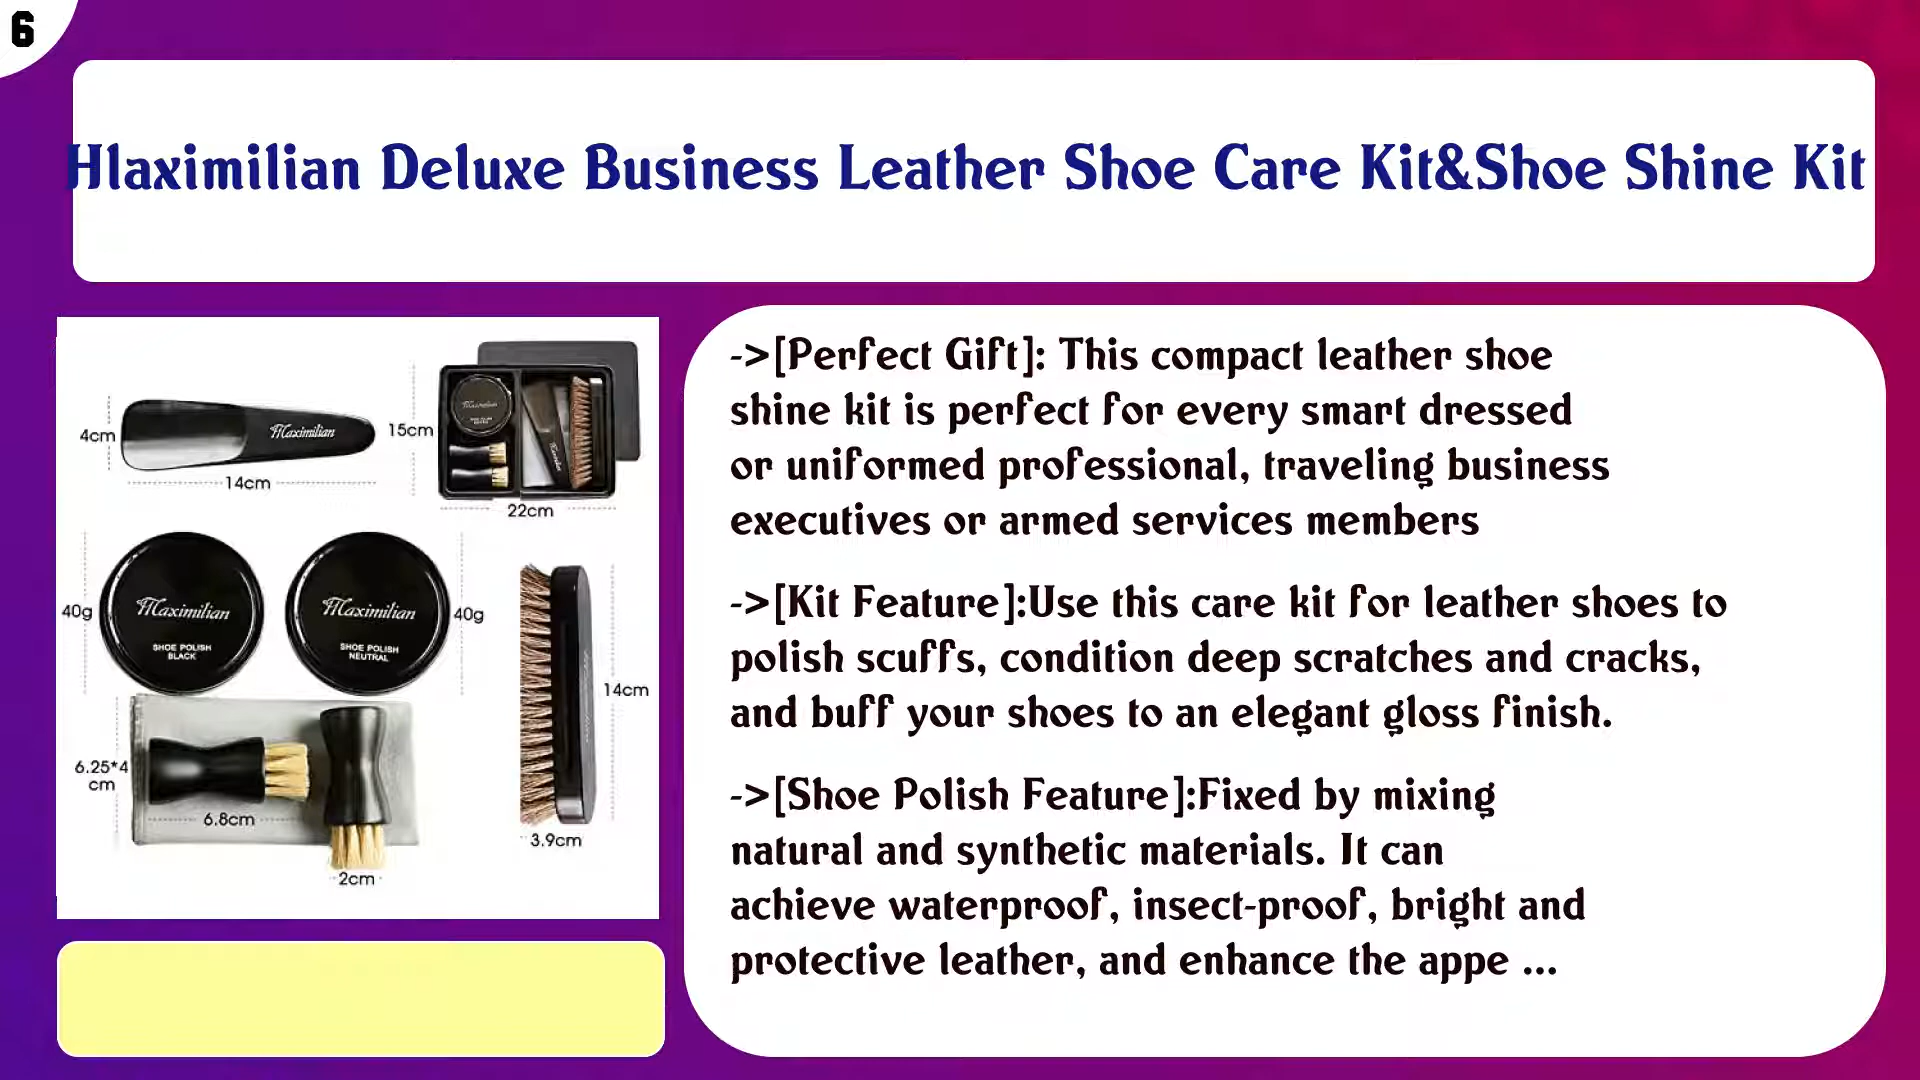 6
Hlaximilian Deluxe Business Leather Shoe Care Kit&Shoe Shine Kit
4cm
Maximilian
14cm
15cm
Maximilian
22cm
40g
Maximilian
SHOE POLISH
BLACK
Maximilian
SHOE POLISH
NEUTRAL
40g
14cm
3.9cm
6.25*4
cm
6.8cm
2cm
->[Perfect Gift]: This compact leather shoe
shine kit is perfect for every smart dressed
or uniformed professional, traveling business
executives or armed services members
->[Kit Feature]:Use this care kit for leather shoes to
polish scuffs, condition deep scratches and cracks,
and buff your shoes to an elegant gloss finish.
->[Shoe Polish Feature]:Fixed by mixing
natural and synthetic materials. It can
achieve waterproof, insect-proof, bright and
protective leather, and enhance the appe ...